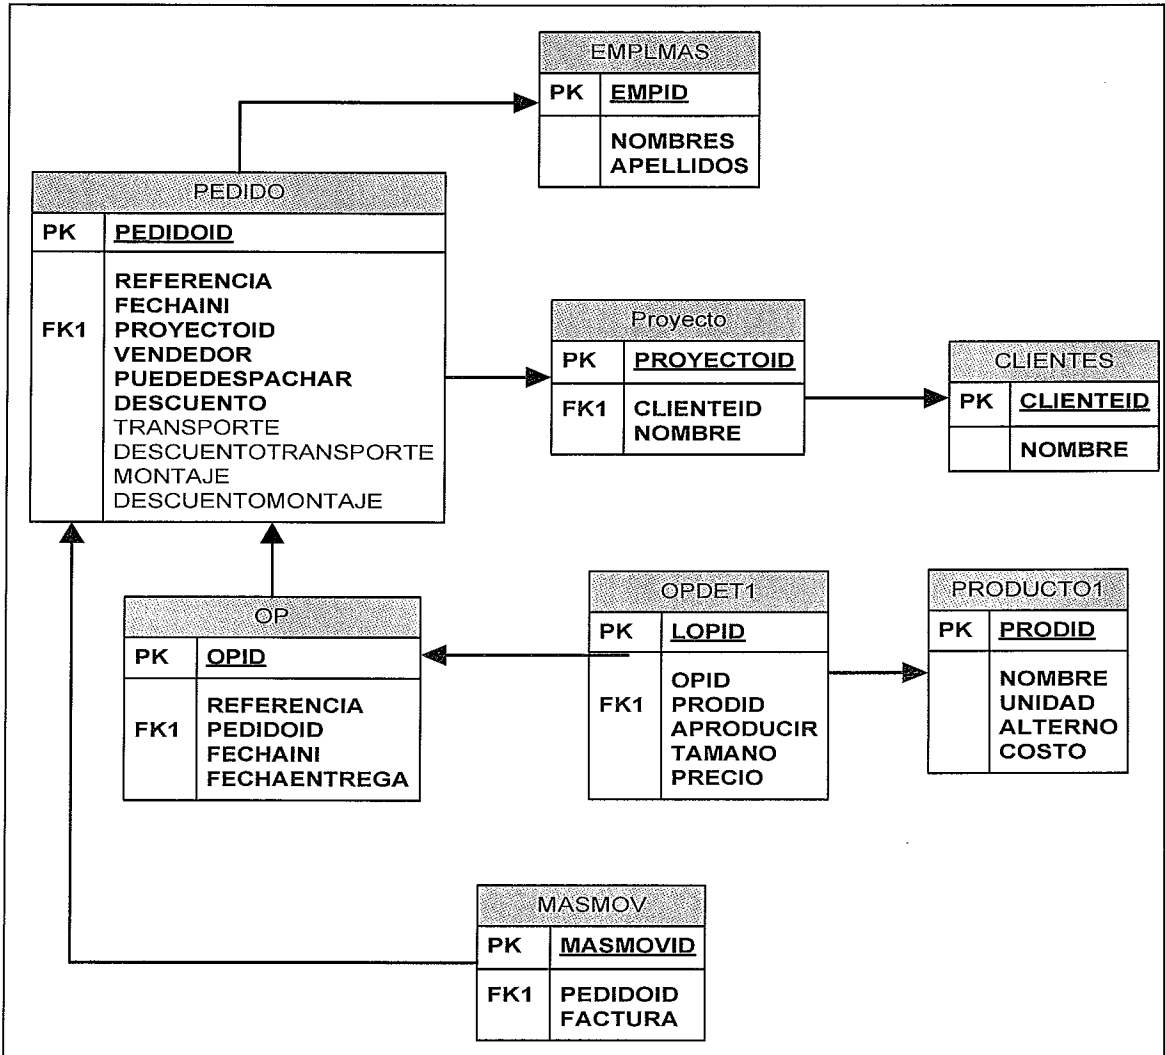 EMPLMAS
PK EMPID
NOMBRES
APELLIDOS
PEDIDO
PK PEDIDOID
REFERENCIA
FECHAINI
FK1 PROYECTOID
VENDEDOR
PUEDEDESPACHAR
DESCUENTO
TRANSPORTE
DESCUENTOTRANSPORTE
MONTAJE
DESCUENTOMONTAJE
Proyecto
PK PROYECTOID
FK1 CLIENTEID
NOMBRE
CLIENTES
PK CLIENTEID
NOMBRE
OP
PK OPID
REFERENCIA
FK1 PEDIDOID
FECHAINI
FECHAENTREGA
OPDET1
PK LOPID
OPID
FK1 PRODID
APRODUCIR
TAMANO
PRECIO
PRODUCTO1
PK PRODID
NOMBRE
UNIDAD
ALTERNO
COSTO
MASMOV
PK MASMOVID
FK1 PEDIDOID
FACTURA